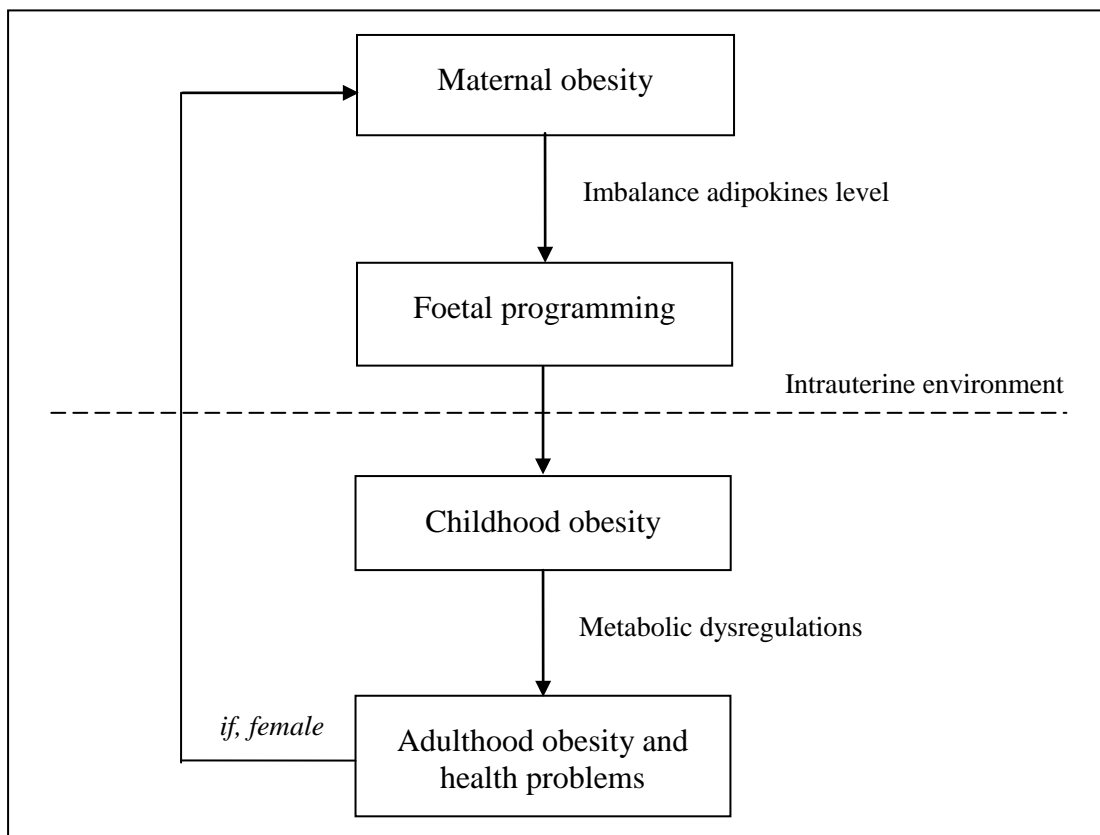 Maternal obesity
Imbalance adipokines level
Foetal programming
Intrauterine environment
Childhood obesity
Metabolic dysregulations
if, female
Adulthood obesity and
health problems